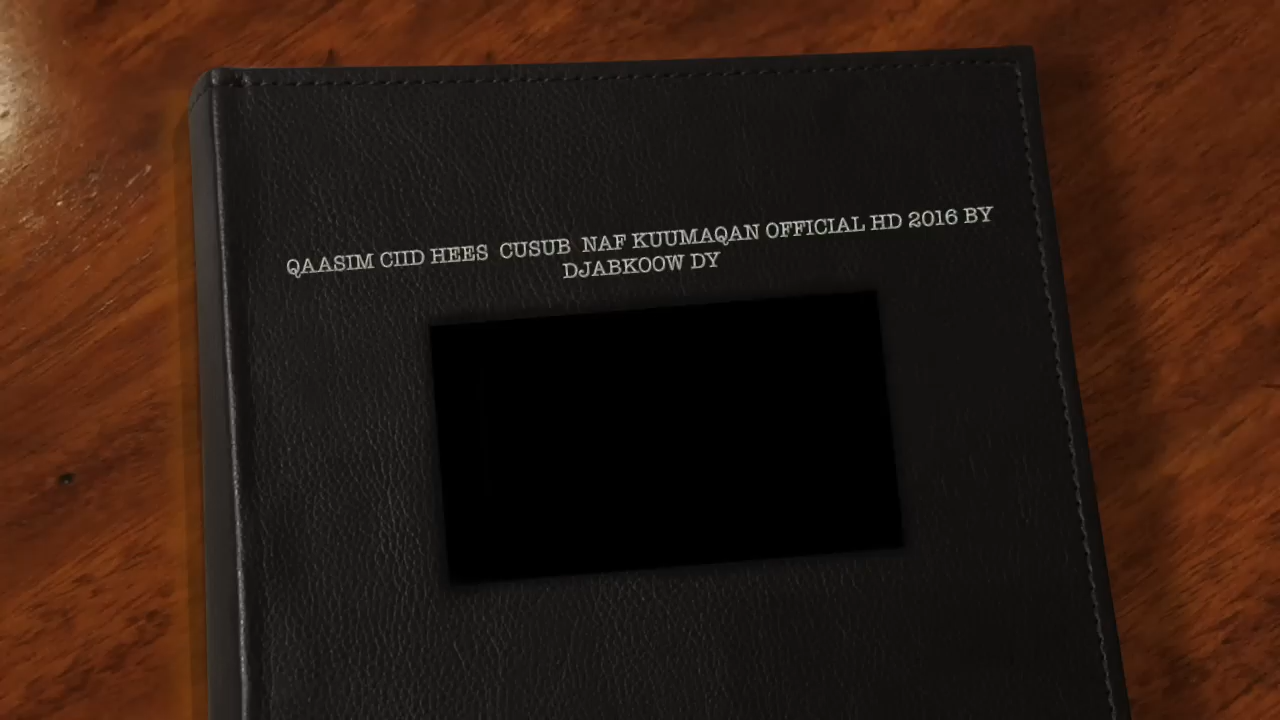 QAASIM CIID HEES  CUSUB  NAF KUUMAQAN OFFICIAL HD 2016 BY
DJABKOOW DY